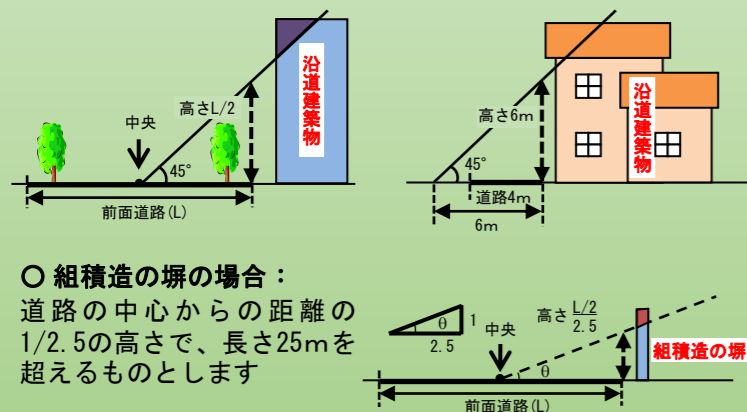 沿道建築物
高さL/2
中央
45°
前面道路(L)
沿道建築物
高さ6m
45°
道路4m
6m
○ 組積造の塀の場合：
道路の中心からの距離の
1/2.5の高さで、長さ25mを
超えるものとします
θ
1
2.5
中央
高さ L/2
2.5
θ
組積造の塀
前面道路(L)